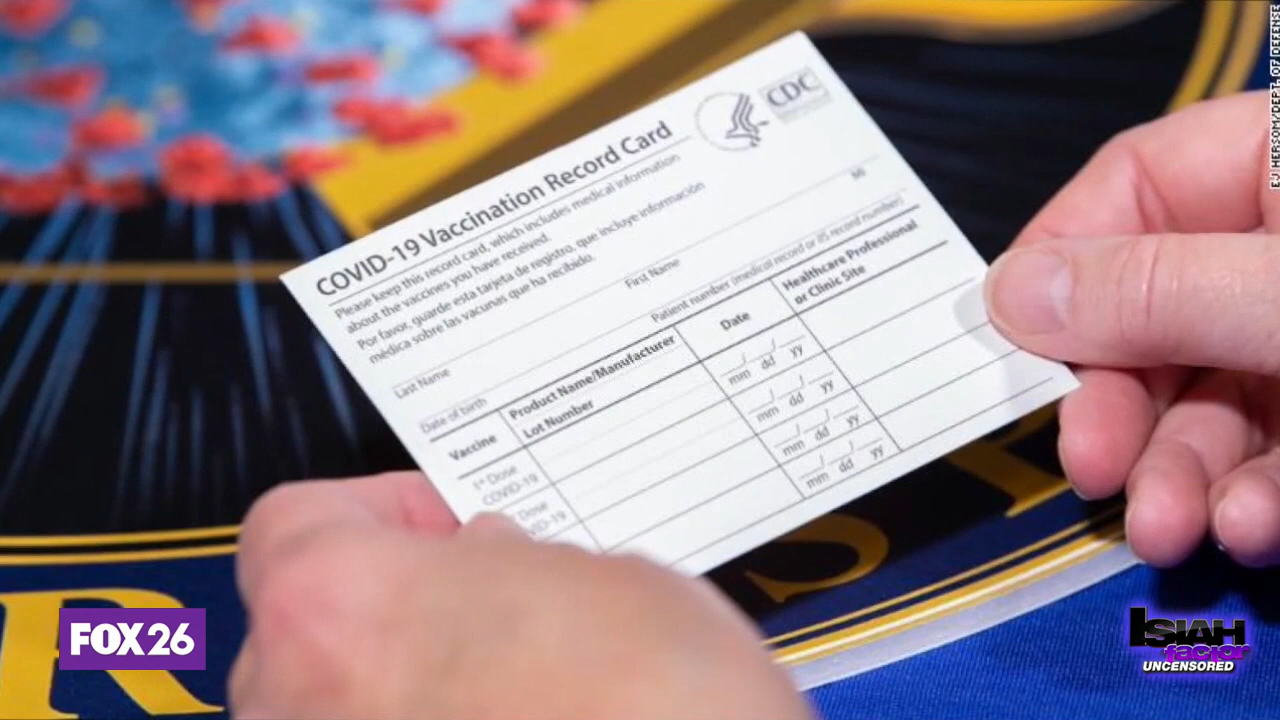 EJ HERSOM/DEPT. OF DEFENSE
CDC
COVID-19 Vaccination Record Card
Please keep this record card, which includes medical information
about the vaccines you have received.
Por favor, guarde esta tarjeta de registro, que incluye información
médica sobre las vacunas que ha recibido.
Last Name
First Name
MI
Date of birth
Patient number (medical record or IIS record number)
Vaccine
Product Name/Manufacturer
Lot Number
Date
Healthcare Professional
or Clinic Site
1st Dose
COVID-19
mm dd yy
Dose
mm dd yy
mm dd yy
mm dd yy
R
FOX 26
ISIAH
factor
UNCENSORED